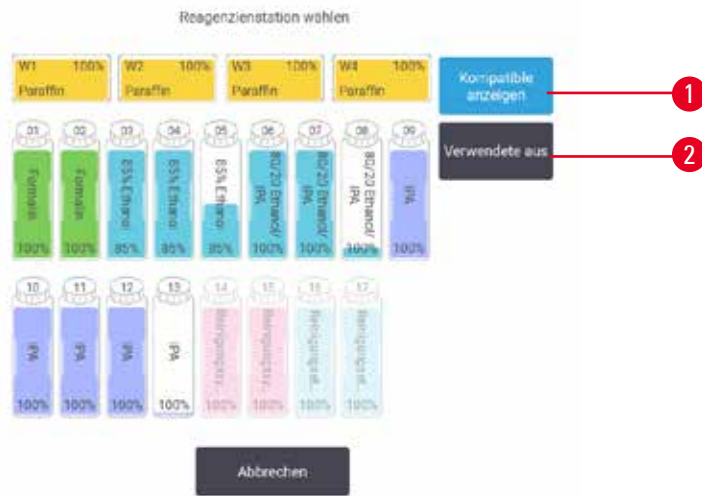 Reagenzienstation wählen
W1 100% W2 100% W3 100% W4 100%
Paraffin Paraffin Paraffin Paraffin
Kompatible
anzeigen
1
Verwendete aus
2
01 02 03 04 05 06 07 08 09
Formalin
Formalin
85% Ethanol
85% Ethanol
85% Ethanol
80/20 Ethanol/
IPA
80/20 Ethanol/
IPA
80/20 Ethanol/
IPA
IPA
100% 100% 85% 85% 85% 100% 100% 100% 100%
10 11 12 13 14 15 16 17
IPA
IPA
IPA
IPA
Reinigungsxy...
Reinigungsxy...
Reinigungset...
Reinigungset...
100% 100% 100% 100% 100% 100% 100% 100%
Abbrechen